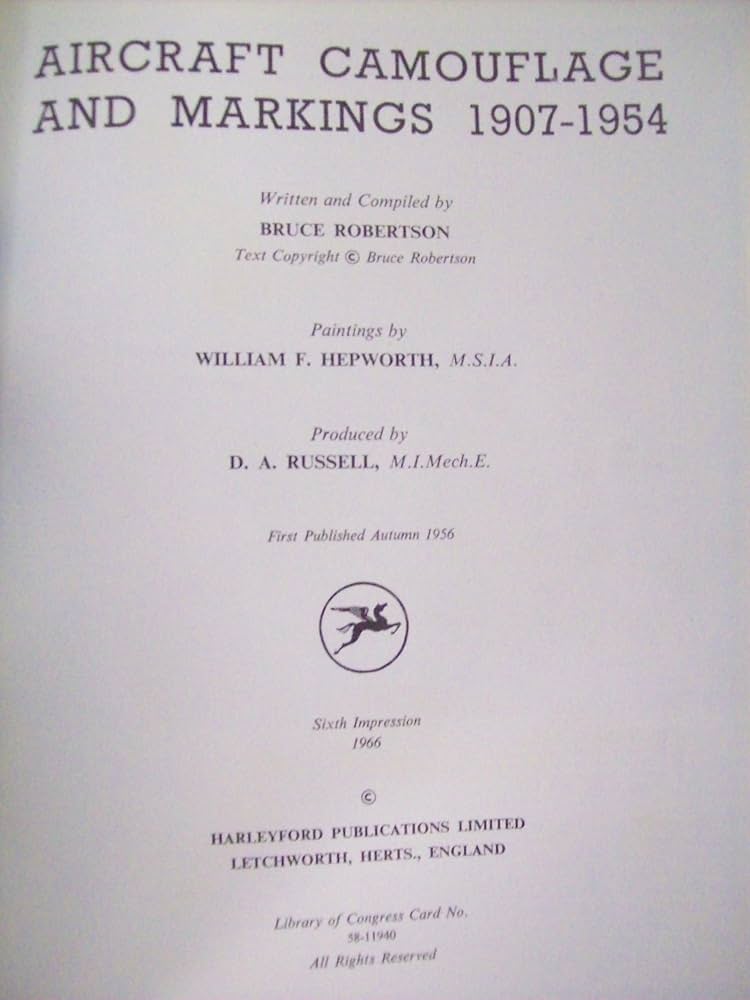 AIRCRAFT CAMOUFLAGE
AND MARKINGS 1907-1954
Written and Compiled by
BRUCE ROBERTSON
Text Copyright © Bruce Robertson
Paintings by
WILLIAM F. HEPWORTH, M.S.I.A.
Produced by
D. A. RUSSELL, M.I.Mech.E.
First Published Autumn 1956
Sixth Impression
1966
©
HARLEYFORD PUBLICATIONS LIMITED
LETCHWORTH, HERTS., ENGLAND
Library of Congress Card No.
58-11940
All Rights Reserved